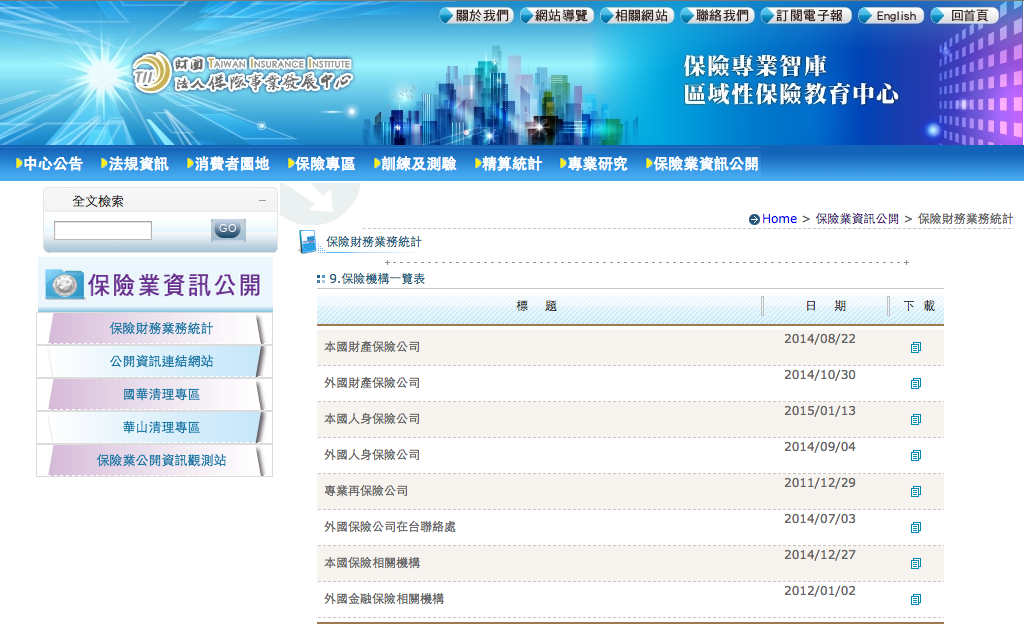 關於我們 網站導覽 相關網站 聯絡我們 訂閱電子報 English 回首頁
TII 財團 TAIWAN INSURANCE INSTITUTE
法人保險事業發展中心
保險專業智庫
區域性保險教育中心
中心公告 法規資訊 消費者園地 保險專區 訓練及測驗 精算統計 專業研究 保險業資訊公開
全文檢索
GO
保險業資訊公開
保險財務業務統計
公開資訊連結網站
國華清理專區
華山清理專區
保險業公開資訊觀測站
Home > 保險業資訊公開 > 保險財務業務統計
保險財務業務統計
9.保險機構一覽表
標 題 日 期 下 載
本國財產保險公司 2014/08/22
外國財產保險公司 2014/10/30
本國人身保險公司 2015/01/13
外國人身保險公司 2014/09/04
專業再保險公司 2011/12/29
外國保險公司在台聯絡處 2014/07/03
本國保險相關機構 2014/12/27
外國金融保險相關機構 2012/01/02